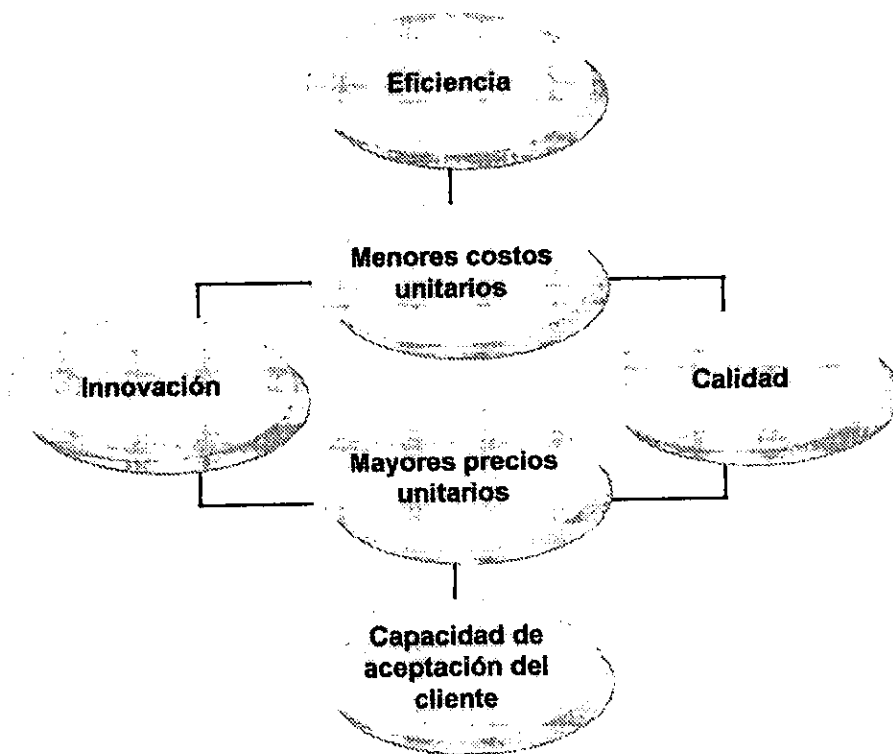 Eficiencia
Menores costos
unitarios
Innovación
Calidad
Mayores precios
unitarios
Capacidad de
aceptación del
cliente